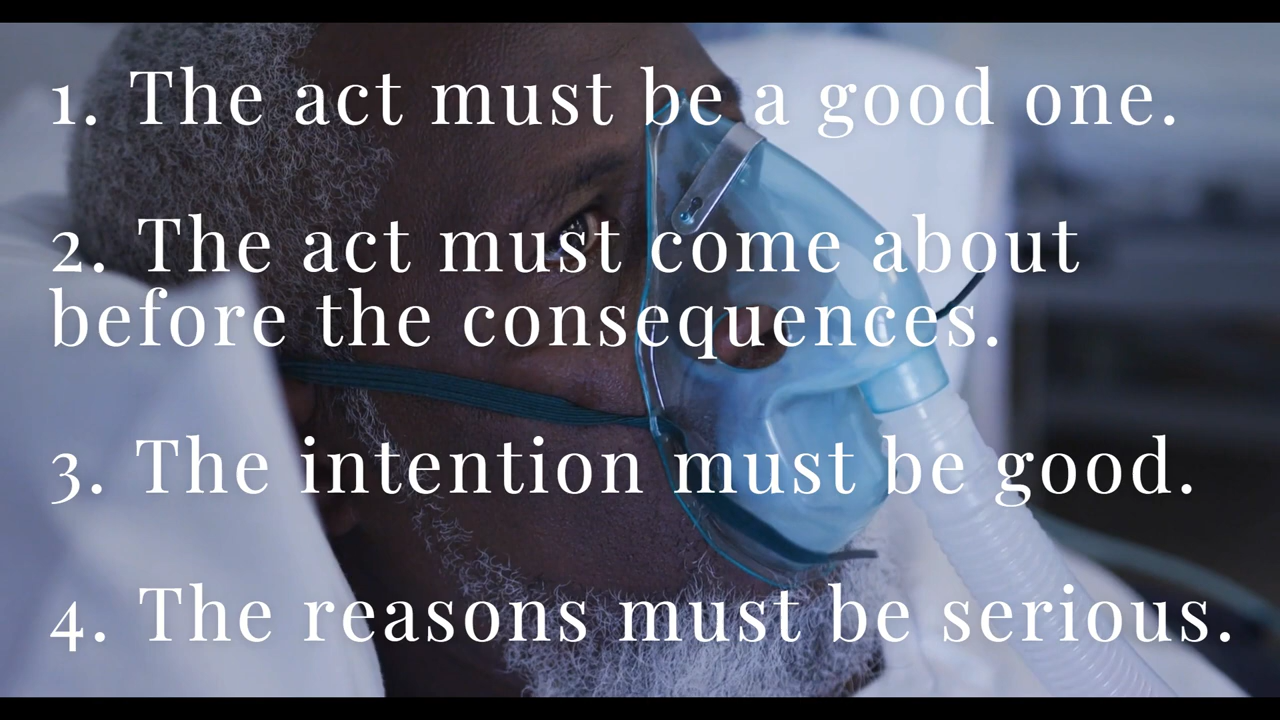 1. The act must be a good one.
2. The act must come about
before the consequences.
3. The intention must be good.
4. The reasons must be serious.